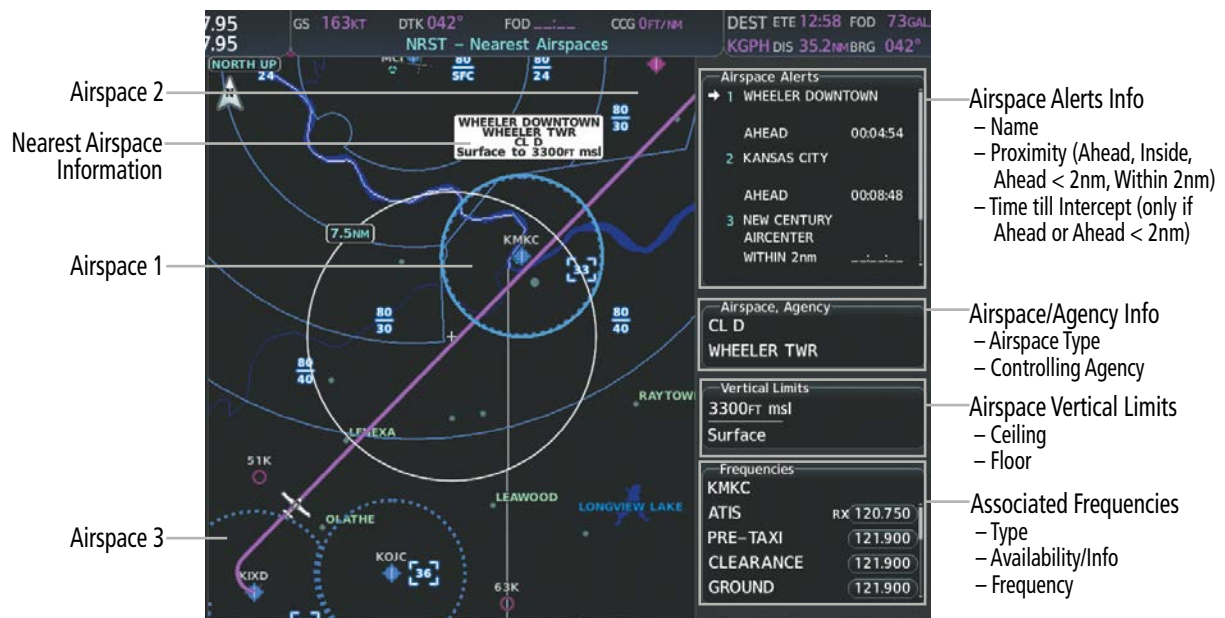 7.95
7.95
GS 163KT DTK 042° FOD __:__ CCG 0FT/NM
NRST – Nearest Airspaces
DEST ETE 12:58 FOD 73GAL
KGPH DIS 35.2NM BRG 042°
NORTH UP
24
MCI
80
SFC
80
24
80
30
WHEELER DOWNTOWN
WHEELER TWR
CL D
Surface to 3300FT msl
7.5NM
KMKC
33
80
30
80
40
80
40
RAYTOW
LENEXA
51K
LEAWOOD
LONGVIEW LAKE
OLATHE
KOJC
36
KIXD
63K
Airspace 2
Nearest Airspace
Information
Airspace 1
Airspace 3
Airspace Alerts
1 WHEELER DOWNTOWN
AHEAD 00:04:54
2 KANSAS CITY
AHEAD 00:08:48
3 NEW CENTURY
AIRCENTER
WITHIN 2nm __:__:__
Airspace, Agency
CL D
WHEELER TWR
Vertical Limits
3300FT msl
Surface
Frequencies
KMKC
ATIS RX 120.750
PRE-TAXI 121.900
CLEARANCE 121.900
GROUND 121.900
Airspace Alerts Info
– Name
– Proximity (Ahead, Inside,
Ahead < 2nm, Within 2nm)
– Time till Intercept (only if
Ahead or Ahead < 2nm)
Airspace/Agency Info
– Airspace Type
– Controlling Agency
Airspace Vertical Limits
– Ceiling
– Floor
Associated Frequencies
– Type
– Availability/Info
– Frequency